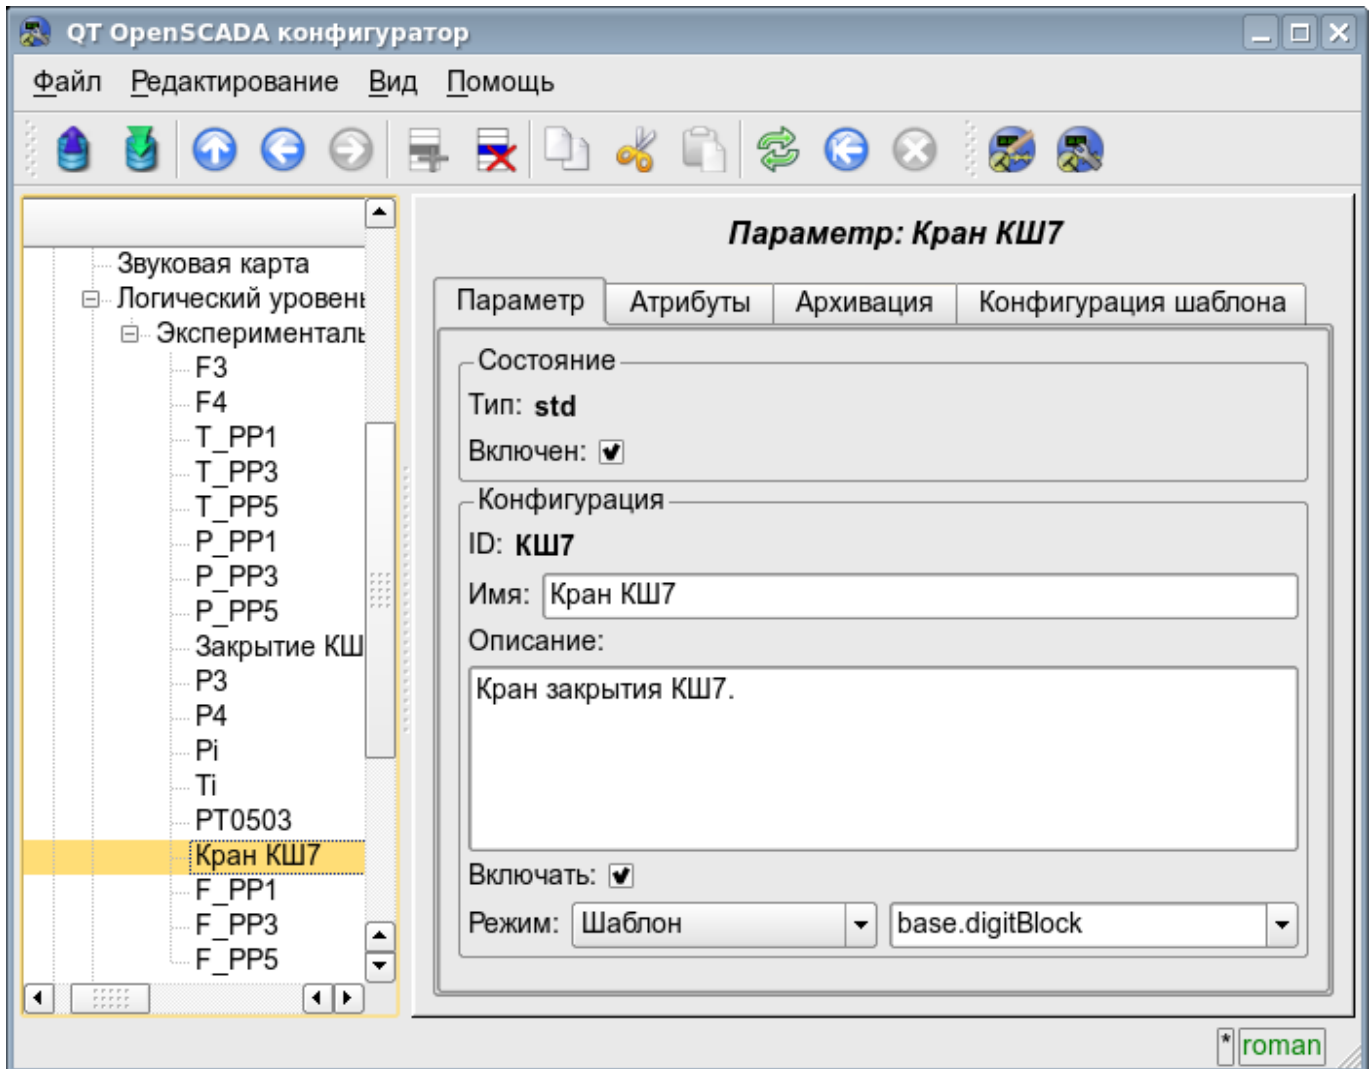 QT OpenSCADA конфигуратор
Файл Редактирование Вид Помощь
Звуковая карта
Логический уровень
Эксперименталь
F3
F4
T_PP1
T_PP3
T_PP5
P_PP1
P_PP3
P_PP5
Закрытие КШ
P3
P4
Pi
Ti
PT0503
Кран КШ7
F_PP1
F_PP3
F_PP5
Параметр: Кран КШ7
Параметр Атрибуты Архивация Конфигурация шаблона
Состояние
Тип: std
Включен:
Конфигурация
ID: КШ7
Имя: Кран КШ7
Описание:
Кран закрытия КШ7.
Включать:
Режим: Шаблон base.digitBlock
* roman